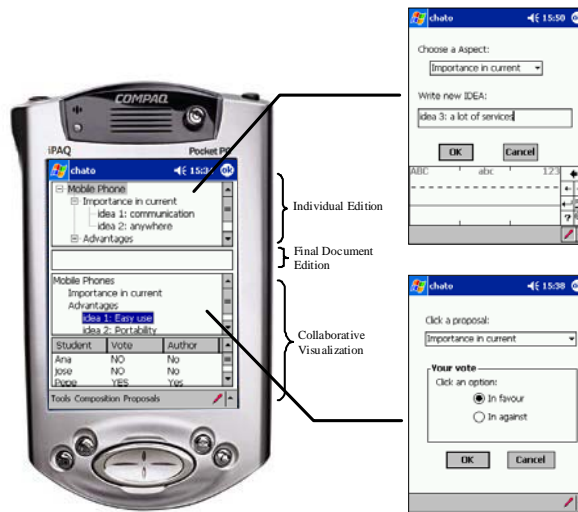 COMPAQ
iPAQ Pocket PC
chato 15:3 ok
Mobile Phone
Importance in current
idea 1: communication
idea 2: anywhere
Advantages
Mobile Phones
Importance in current
Advantages
idea 1: Easy use
idea 2: Portability
Student Vote Author
Ana NO No
jose NO No
Pepe YES Yes
Tools Composition Proposals
Individual Edition
Final Document
Edition
Collaborative
Visualization
chato 15:50 ok
Choose a Aspect:
Importance in current
Write new IDEA:
idea 3: a lot of services
OK Cancel
ABC abc 123
?
chato 15:38 ok
Click a proposal:
Importance in current
Your vote
Click an option:
In favour
In against
OK Cancel